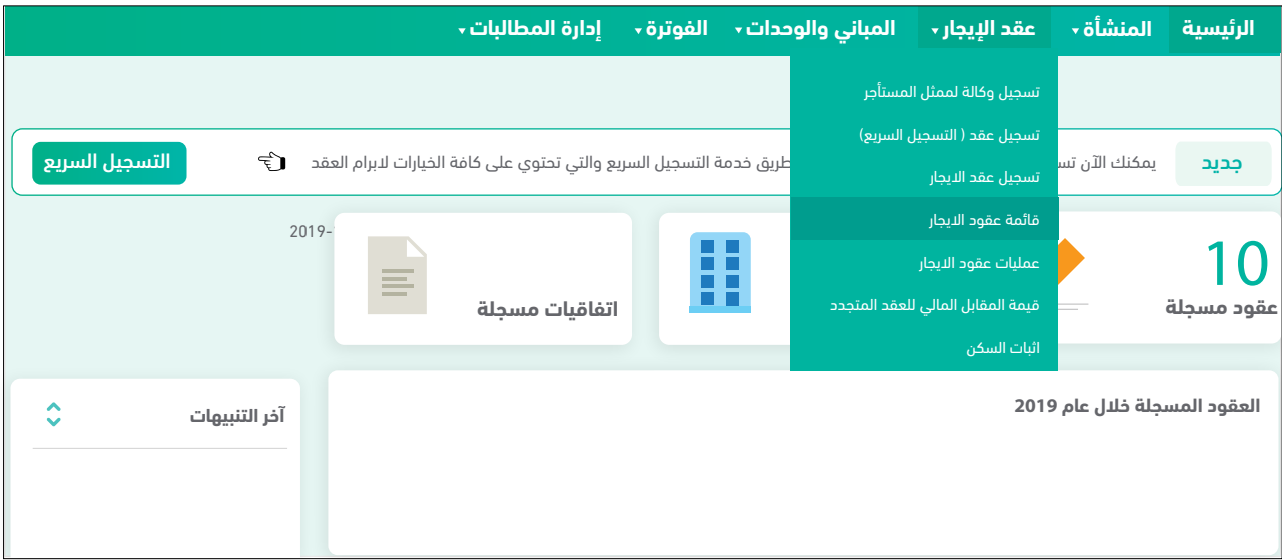 الرئيسية
المنشأة
عقد الإيجار
المباني والوحدات
الفوترة
إدارة المطالبات
تسجيل وكالة لممثل المستأجر
تسجيل عقد ( التسجيل السريع)
تسجيل عقد الايجار
قائمة عقود الايجار
عمليات عقود الايجار
قيمة المقابل المالي للعقد المتجدد
اثبات السكن
جديد
يمكنك الآن
طريق خدمة التسجيل السريع والتي تحتوي على كافة الخيارات لابرام العقد
التسجيل السريع
10
عقود مسجلة
اتفاقيات مسجلة
2019-
العقود المسجلة خلال عام 2019
آخر التنبيهات